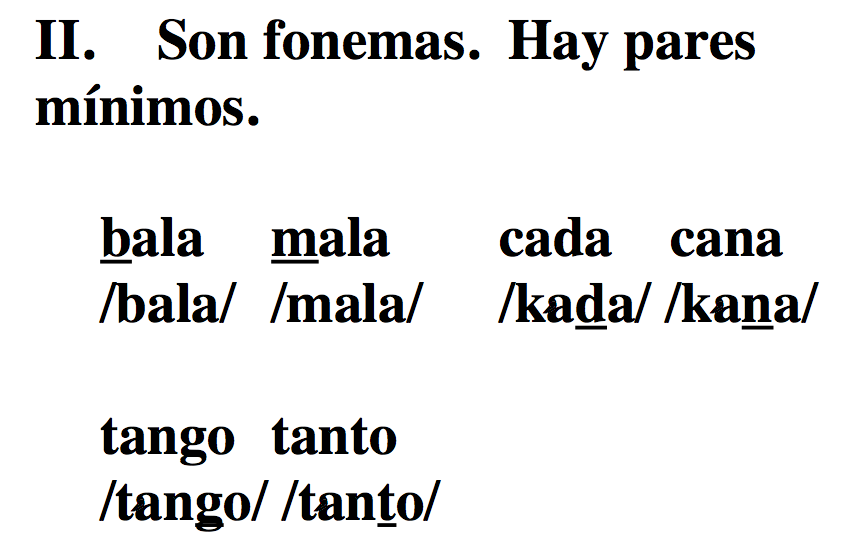 II. Son fonemas. Hay pares
mínimos.
bala mala cada cana
/bala/ /mala/ /kada/ /kana/
tango tanto
/tango/ /tanto/